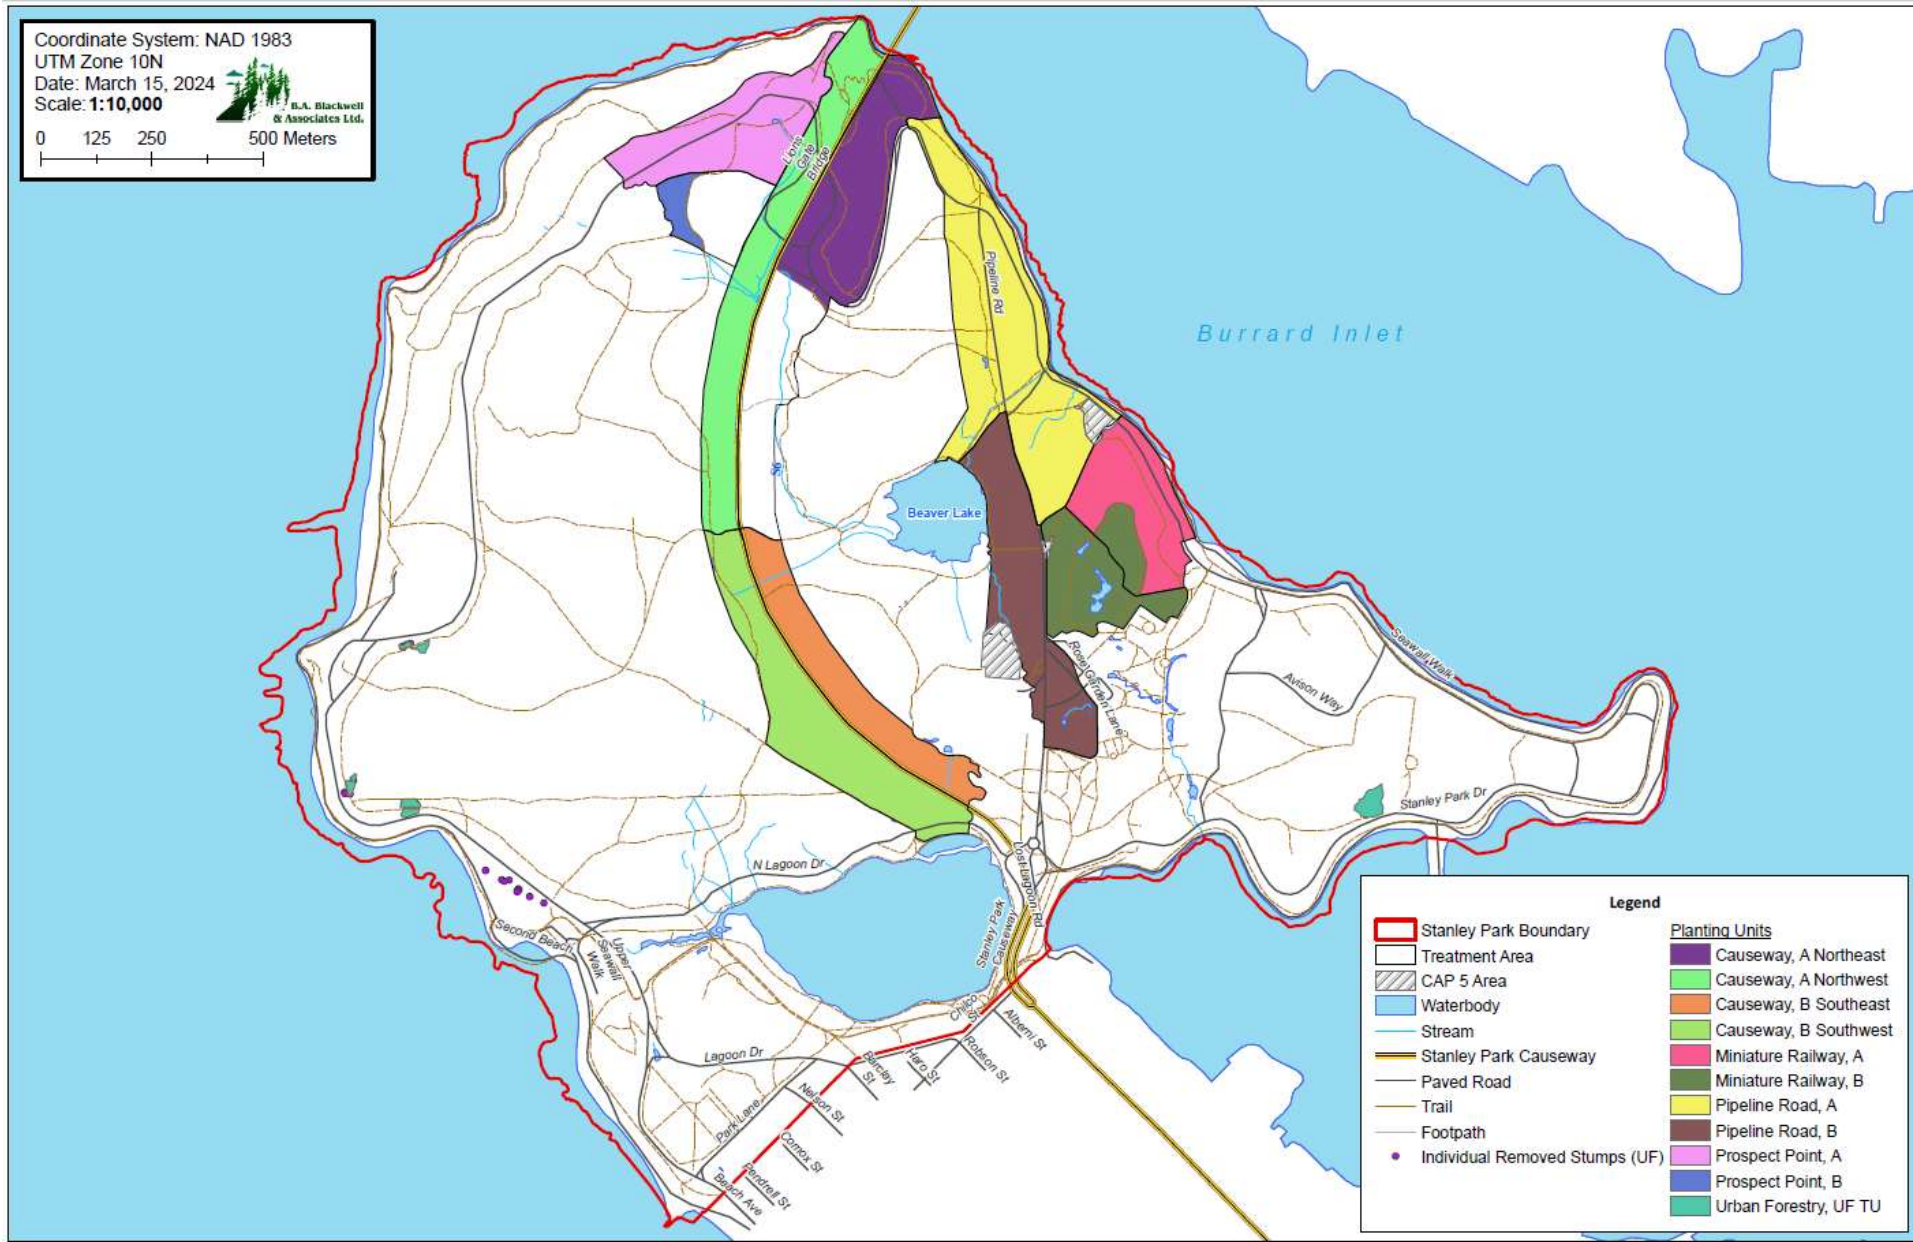 Coordinate System: NAD 1983
UTM Zone 10N
Date: March 15, 2024
Scale: 1:10,000
B.A. Blackwell
& Associates Ltd.
0 125 250 500 Meters
Lions
Gate
Bridge
Pipeline Rd
Burrard Inlet
S6
Beaver Lake
Rose Garden Lane
Seawall Walk
Avison Way
Stanley Park Dr
N Lagoon Dr
Lost Lagoon Rd
Stanley Park
Causeway
Second Beach
Upper
Seawall
Walk
Chilco
St
Alberni St
Robson St
Haro St
Barclay
St
Lagoon Dr
Nelson St
Park Lane
Comox St
Pendrell St
Beach Ave
Legend
Stanley Park Boundary
Treatment Area
CAP 5 Area
Waterbody
Stream
Stanley Park Causeway
Paved Road
Trail
Footpath
Individual Removed Stumps (UF)
Planting Units
Causeway, A Northeast
Causeway, A Northwest
Causeway, B Southeast
Causeway, B Southwest
Miniature Railway, A
Miniature Railway, B
Pipeline Road, A
Pipeline Road, B
Prospect Point, A
Prospect Point, B
Urban Forestry, UF TU